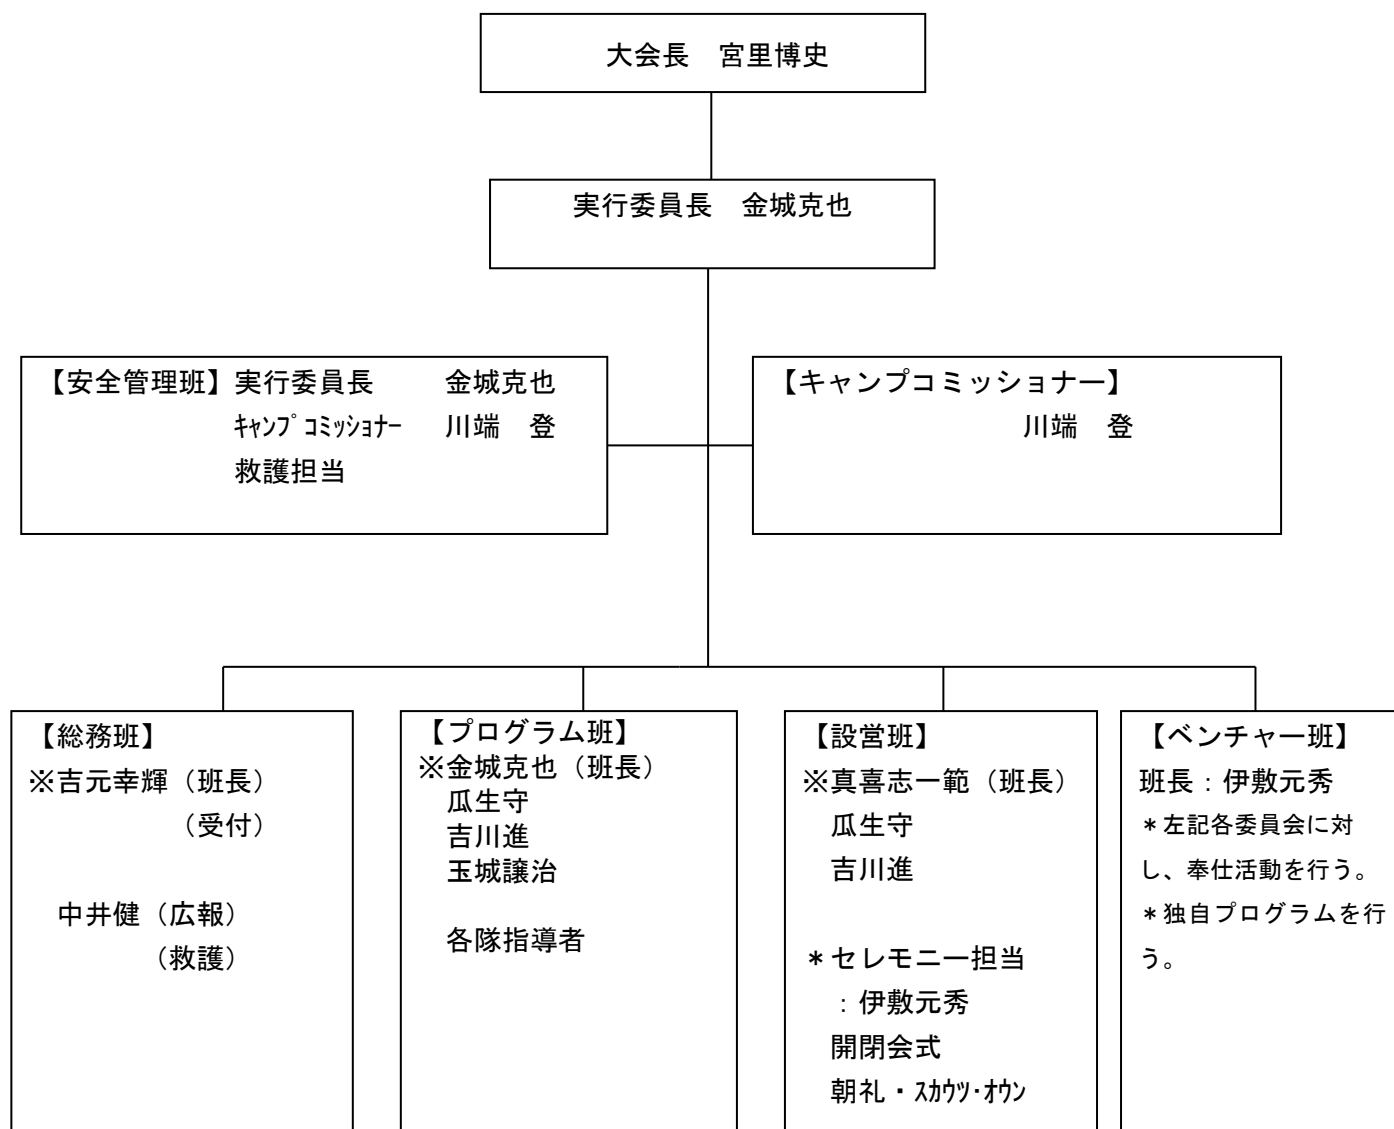 大会長　宮里博史
実行委員長　金城克也
【安全管理班】実行委員長　　金城克也
ｷｬﾝﾌﾟｺﾐｯｼｮﾅｰ　川端　登
救護担当
【キャンプコミッショナー】
川端　登
【総務班】
※吉元幸輝（班長）
（受付）
中井健（広報）
（救護）
【プログラム班】
※金城克也（班長）
瓜生守
吉川進
玉城譲治
各隊指導者
【設営班】
※真喜志一範（班長）
瓜生守
吉川進
＊セレモニー担当
：伊敷元秀
開閉会式
朝礼・ｽｶｳﾂ･ｵｳﾝ
【ベンチャー班】
班長：伊敷元秀
＊左記各委員会に対
し、奉仕活動を行う。
＊独自プログラムを行
う。